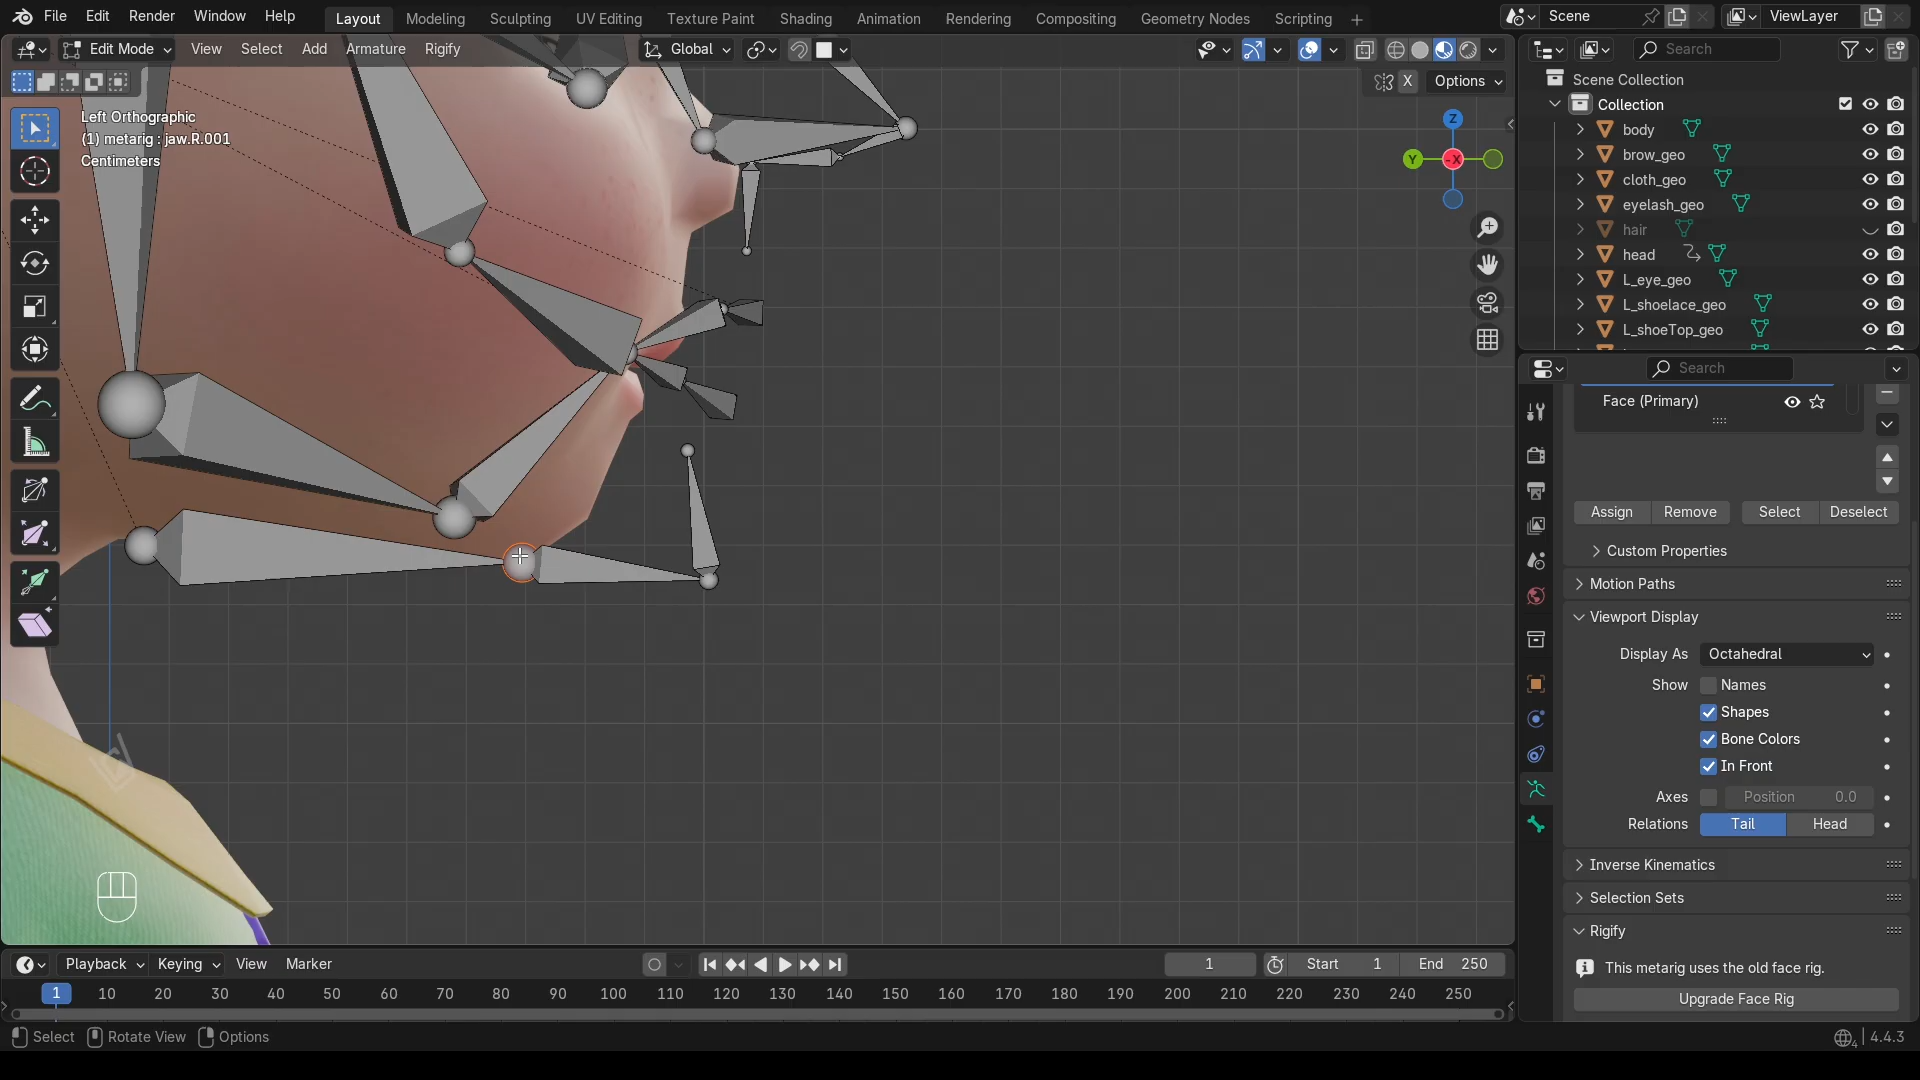 File Edit Render Window Help Layout Modeling Sculpting UV Editing Texture Paint Shading Animation Rendering Compositing Geometry Nodes Scripting + Scene ViewLayer
Edit Mode View Select Add Armature Rigify Global Search
X Options
Left Orthographic
(1) metarig : jaw.R.001
Centimeters
Z
Y
-X
Scene Collection
Collection
body
brow_geo
cloth_geo
eyelash_geo
hair
head
L_eye_geo
L_shoelace_geo
L_shoeTop_geo
Search
Face (Primary)
Assign Remove Select Deselect
Custom Properties
Motion Paths
Viewport Display
Display As Octahedral
Show Names
Shapes
Bone Colors
In Front
Axes Position 0.0
Relations Tail Head
Inverse Kinematics
Selection Sets
Rigify
This metarig uses the old face rig.
Upgrade Face Rig
Playback Keying View Marker 1 Start 1 End 250
1 10 20 30 40 50 60 70 80 90 100 110 120 130 140 150 160 170 180 190 200 210 220 230 240 250
Select Rotate View Options 4 4.4.3